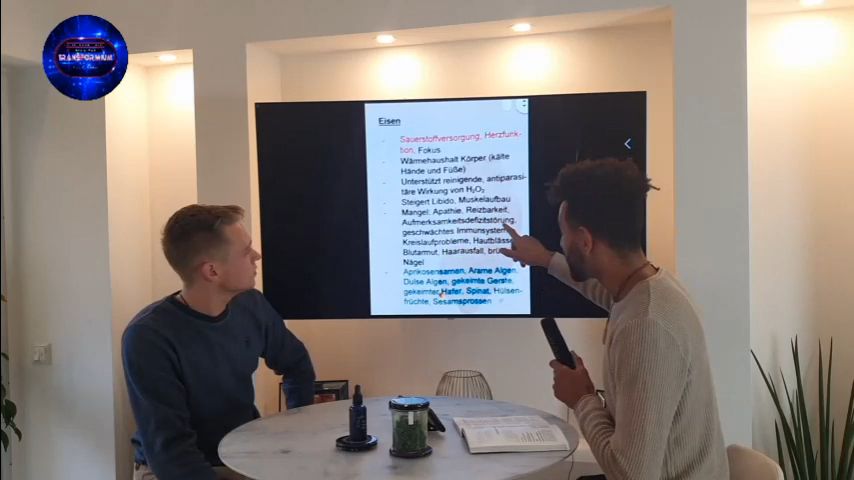 TRANSFORMIUM
Eisen
- Sauerstoffversorgung, Herzfunk-
tion, Fokus
- Wärmehaushalt Körper (kälte
Hände und Füße)
- Unterstützt reinigende, antiparasi-
täre Wirkung von H₂O₂
- Steigert Libido, Muskelaufbau
- Mangel: Apathie, Reizbarkeit,
Aufmerksamkeitsdefizitstörung,
geschwächtes Immunsystem,
Kreislaufprobleme, Hautblässe
Blutarmut, Haarausfall,
Nägel
- Aprikosensamen, Arame Algen
Dulse Algen, gekeimte Gerste
gekeimter Hafer, Spinat, Hülsen-
früchte, Sesamsprossen